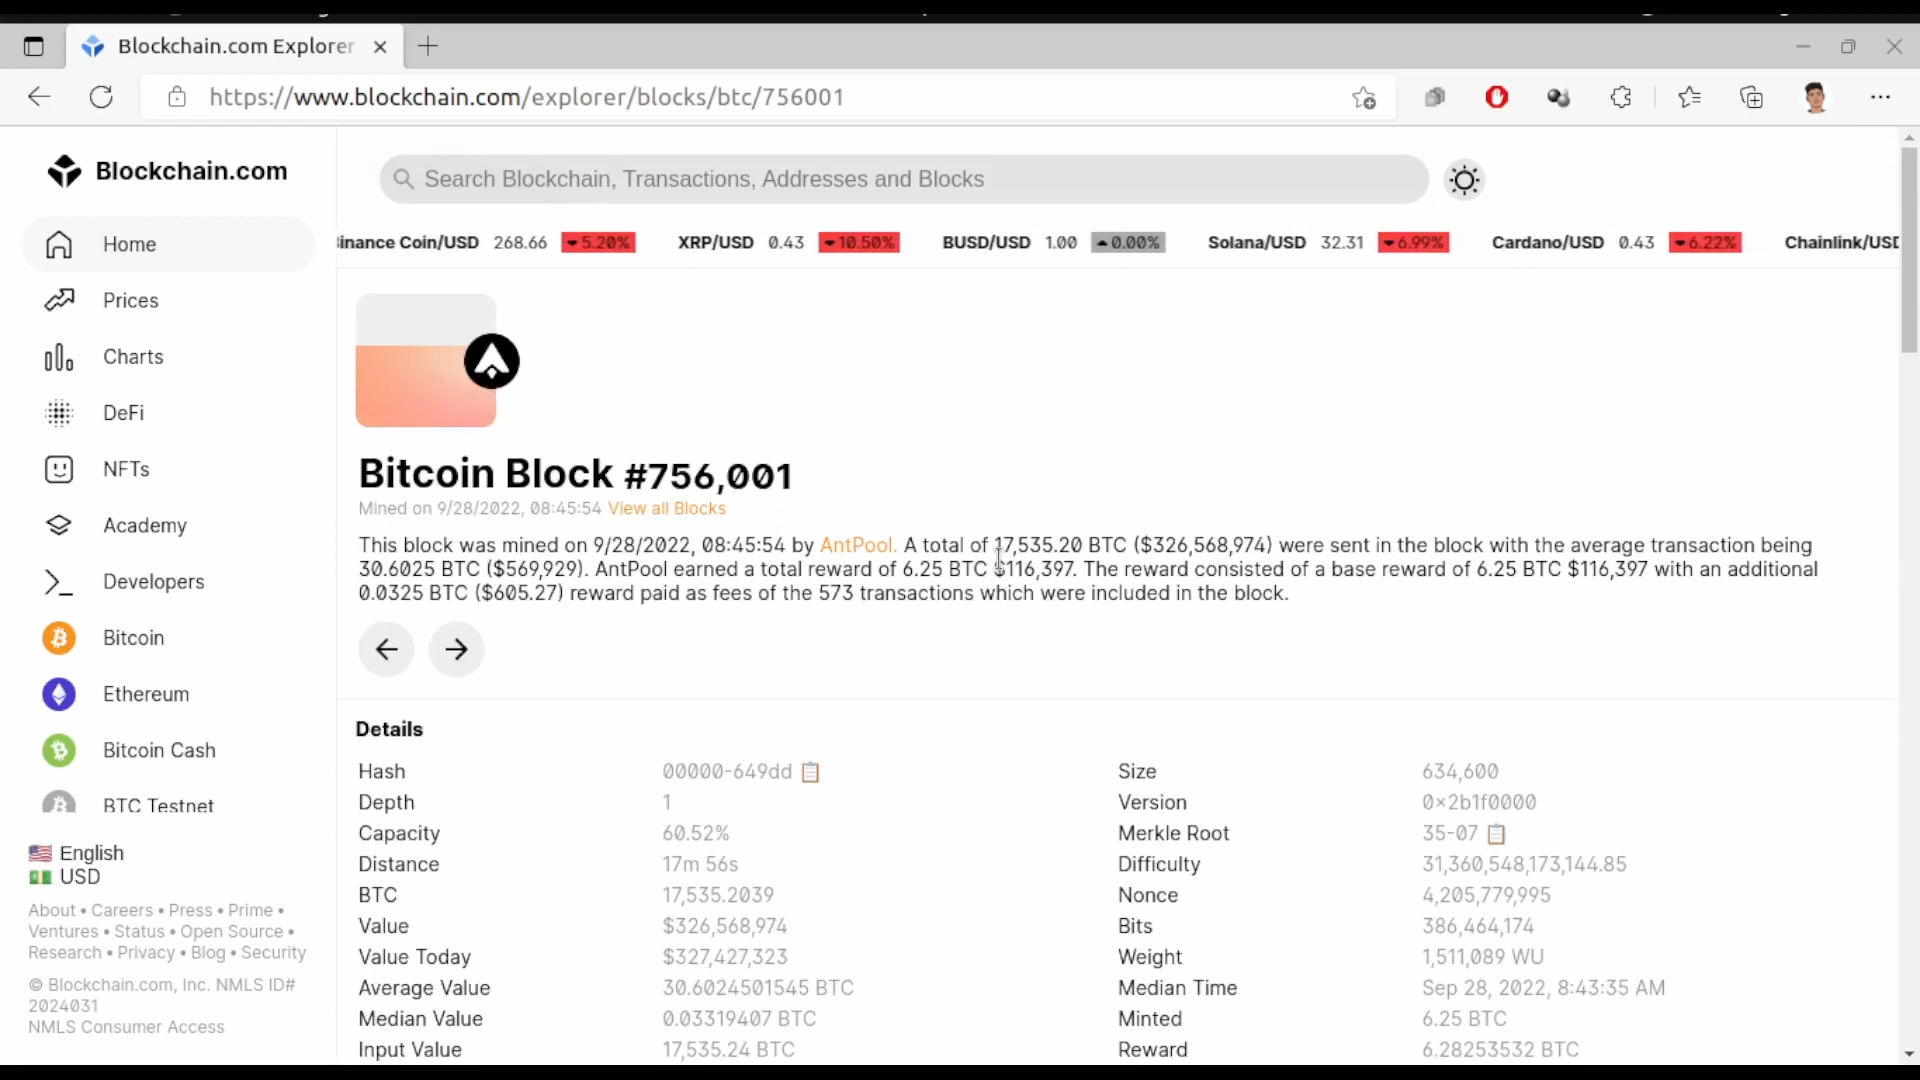 Blockchain.com Explorer
https://www.blockchain.com/explorer/blocks/btc/756001
Blockchain.com
Search Blockchain, Transactions, Addresses and Blocks
Home
inance Coin/USD 268.66 5.20% XRP/USD 0.43 10.50% BUSD/USD 1.00 0.00% Solana/USD 32.31 6.99% Cardano/USD 0.43 6.22% Chainlink/USD
Prices
Charts
DeFi
NFTs
Academy
Developers
Bitcoin
Ethereum
Bitcoin Cash
BTC Testnet
English
USD
About • Careers • Press • Prime •
Ventures • Status • Open Source •
Research • Privacy • Blog • Security
© Blockchain.com, Inc. NMLS ID#
2024031
NMLS Consumer Access
Bitcoin Block #756,001
Mined on 9/28/2022, 08:45:54 View all Blocks
This block was mined on 9/28/2022, 08:45:54 by AntPool. A total of 17,535.20 BTC ($326,568,974) were sent in the block with the average transaction being
30.6025 BTC ($569,929). AntPool earned a total reward of 6.25 BTC $116,397. The reward consisted of a base reward of 6.25 BTC $116,397 with an additional
0.0325 BTC ($605.27) reward paid as fees of the 573 transactions which were included in the block.
Details
Hash 00000-649dd
Depth 1
Capacity 60.52%
Distance 17m 56s
BTC 17,535.2039
Value $326,568,974
Value Today $327,427,323
Average Value 30.6024501545 BTC
Median Value 0.03319407 BTC
Input Value 17,535.24 BTC
Size 634,600
Version 0×2b1f0000
Merkle Root 35-07
Difficulty 31,360,548,173,144.85
Nonce 4,205,779,995
Bits 386,464,174
Weight 1,511,089 WU
Median Time Sep 28, 2022, 8:43:35 AM
Minted 6.25 BTC
Reward 6.28253532 BTC